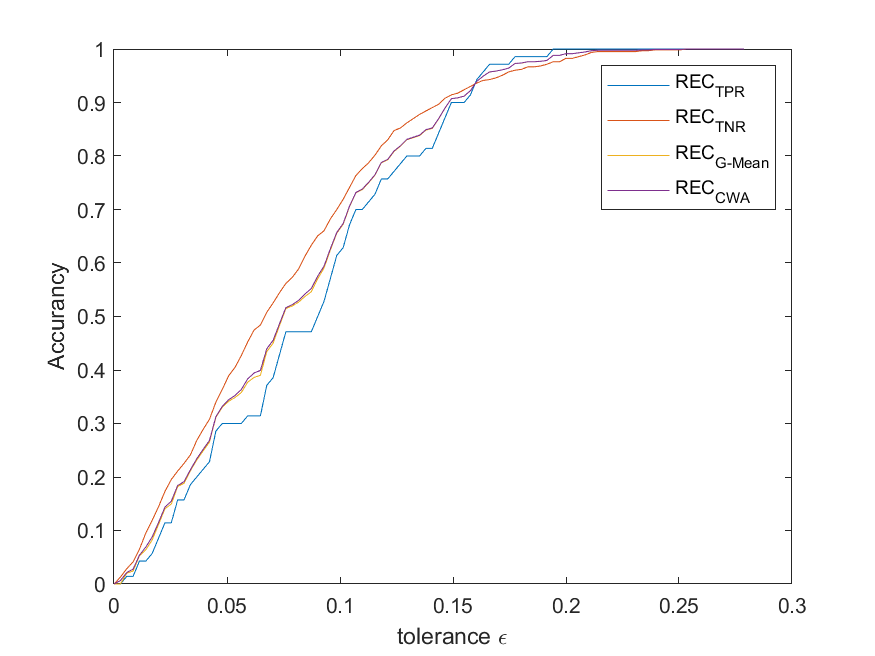 1
0.9
0.8
0.7
0.6
0.5
0.4
0.3
0.2
0.1
0
Accurancy
0 0.05 0.1 0.15 0.2 0.25 0.3
tolerance ϵ
REC_TPR
REC_TNR
REC_G-Mean
REC_CWA